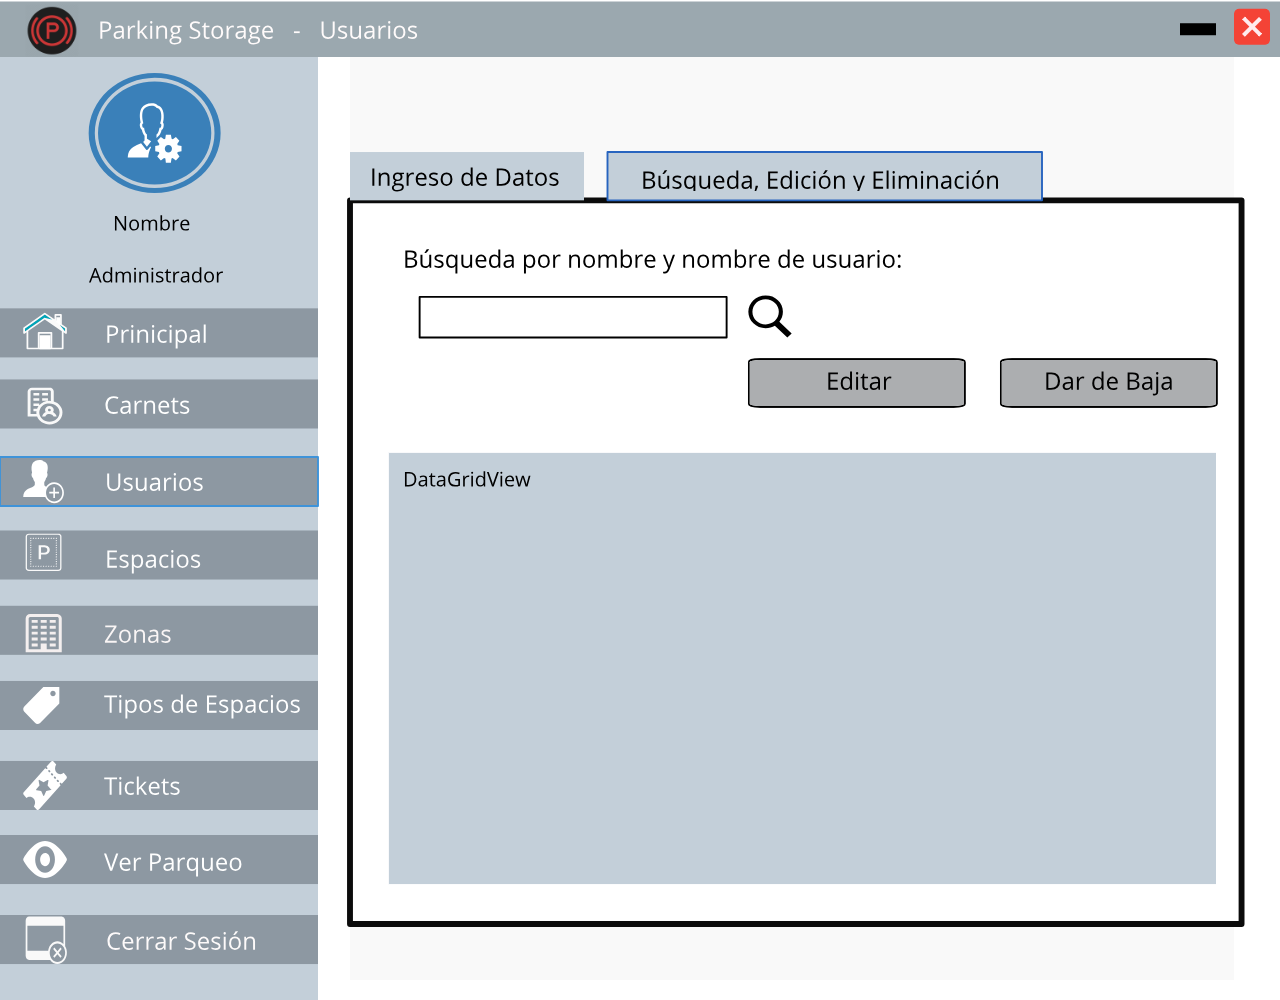 Parking Storage - Usuarios
Nombre
Administrador
Prinicipal
Carnets
Usuarios
P
Espacios
Zonas
Tipos de Espacios
Tickets
Ver Parqueo
Cerrar Sesión
Ingreso de Datos
Búsqueda, Edición y Eliminación
Búsqueda por nombre y nombre de usuario:
Editar
Dar de Baja
DataGridView